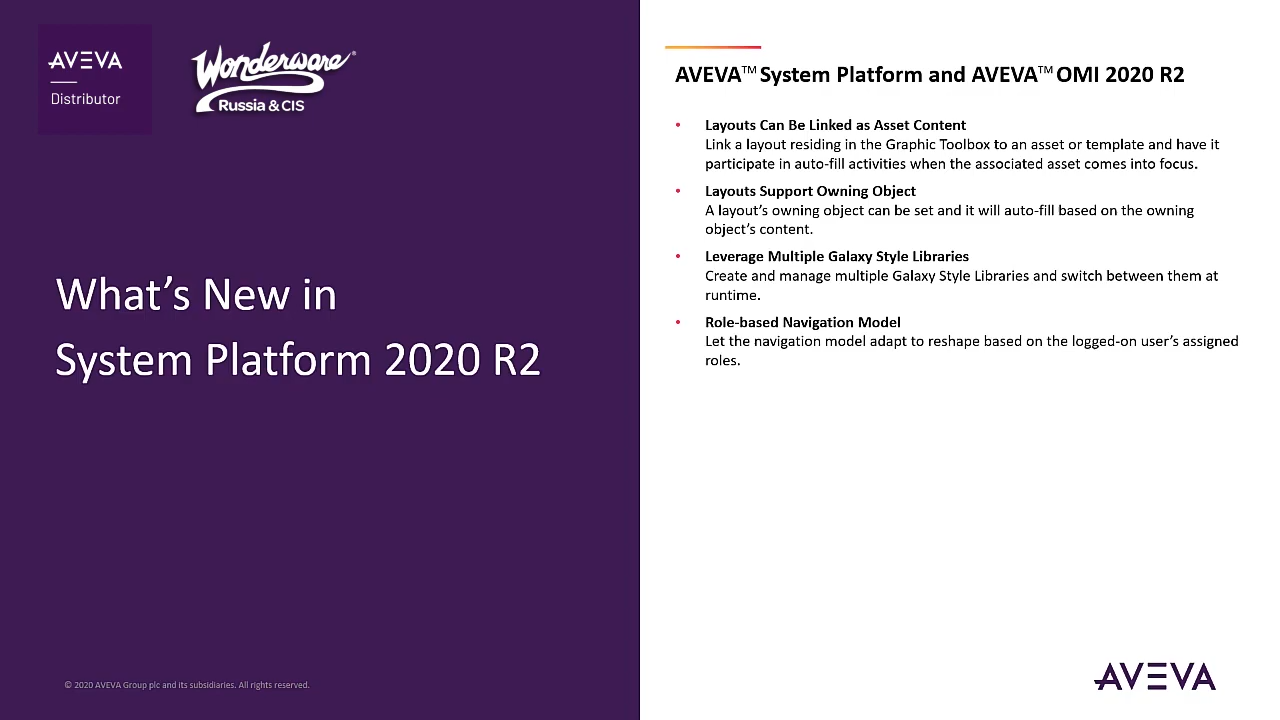 AVEVA
Distributor
Wonderware®
Russia & CIS
What’s New in
System Platform 2020 R2
© 2020 AVEVA Group plc and its subsidiaries. All rights reserved.
AVEVA™ System Platform and AVEVA™ OMI 2020 R2
• Layouts Can Be Linked as Asset Content
Link a layout residing in the Graphic Toolbox to an asset or template and have it
participate in auto-fill activities when the associated asset comes into focus.
• Layouts Support Owning Object
A layout’s owning object can be set and it will auto-fill based on the owning
object’s content.
• Leverage Multiple Galaxy Style Libraries
Create and manage multiple Galaxy Style Libraries and switch between them at
runtime.
• Role-based Navigation Model
Let the navigation model adapt to reshape based on the logged-on user’s assigned
roles.
AVEVA